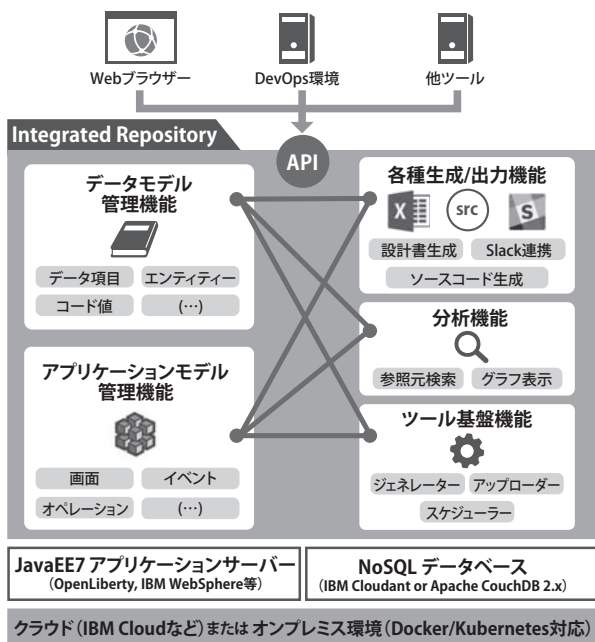 Webブラウザー
DevOps環境
他ツール
Integrated Repository
API
データモデル
管理機能
データ項目
エンティティー
コード値
(…)
アプリケーションモデル
管理機能
画面
イベント
オペレーション
(…)
各種生成/出力機能
X
src
S
設計書生成
Slack連携
ソースコード生成
分析機能
参照元検索
グラフ表示
ツール基盤機能
ジェネレーター
アップローダー
スケジューラー
JavaEE7 アプリケーションサーバー
(OpenLiberty, IBM WebSphere等)
NoSQL データベース
(IBM Cloudant or Apache CouchDB 2.x)
クラウド(IBM Cloudなど)または オンプレミス環境(Docker/Kubernetes対応)